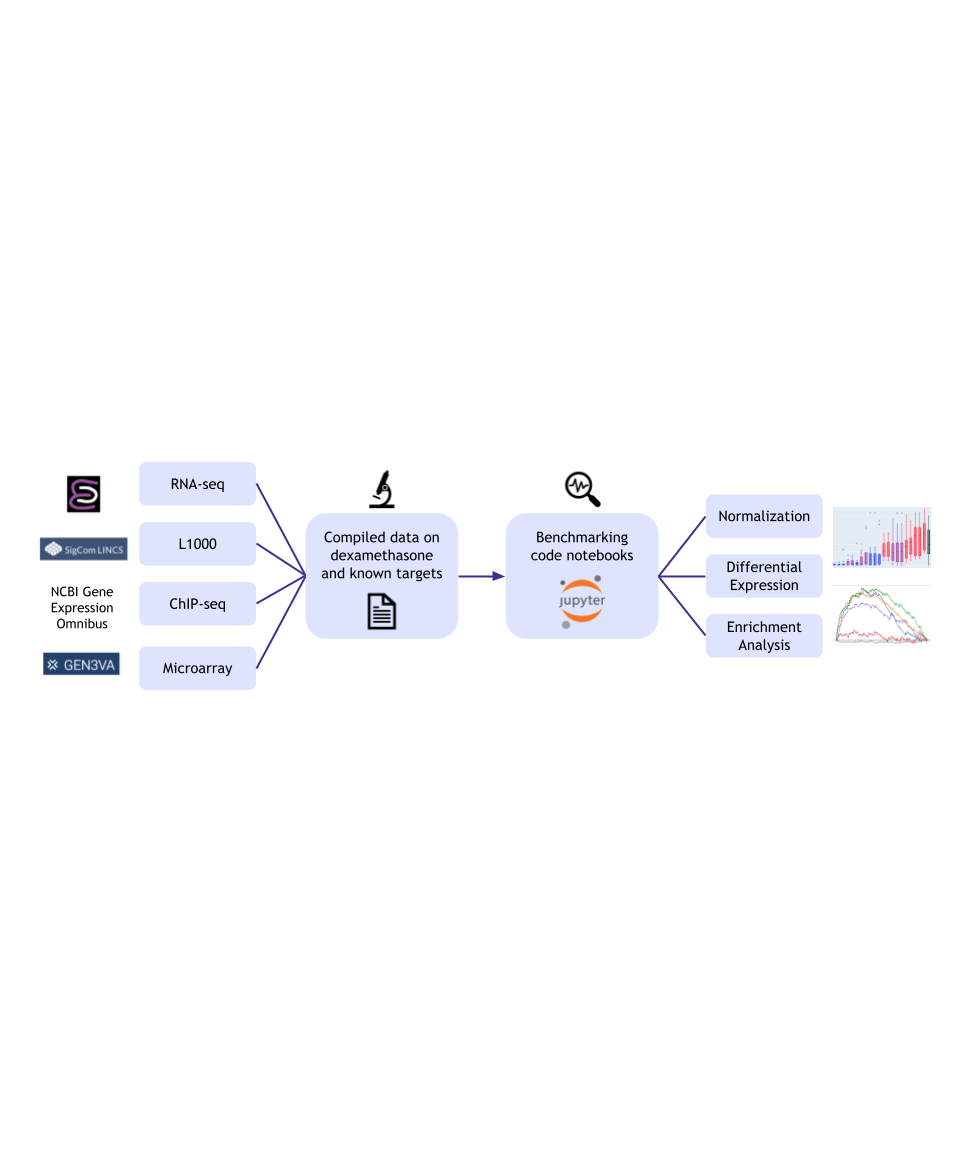 RNA-seq
SigCom LINCS
L1000
NCBI Gene
Expression
Omnibus
ChIP-seq
GEN3VA
Microarray
Compiled data on
dexamethasone
and known targets
Benchmarking
code notebooks
jupyter
Normalization
Differential
Expression
Enrichment
Analysis